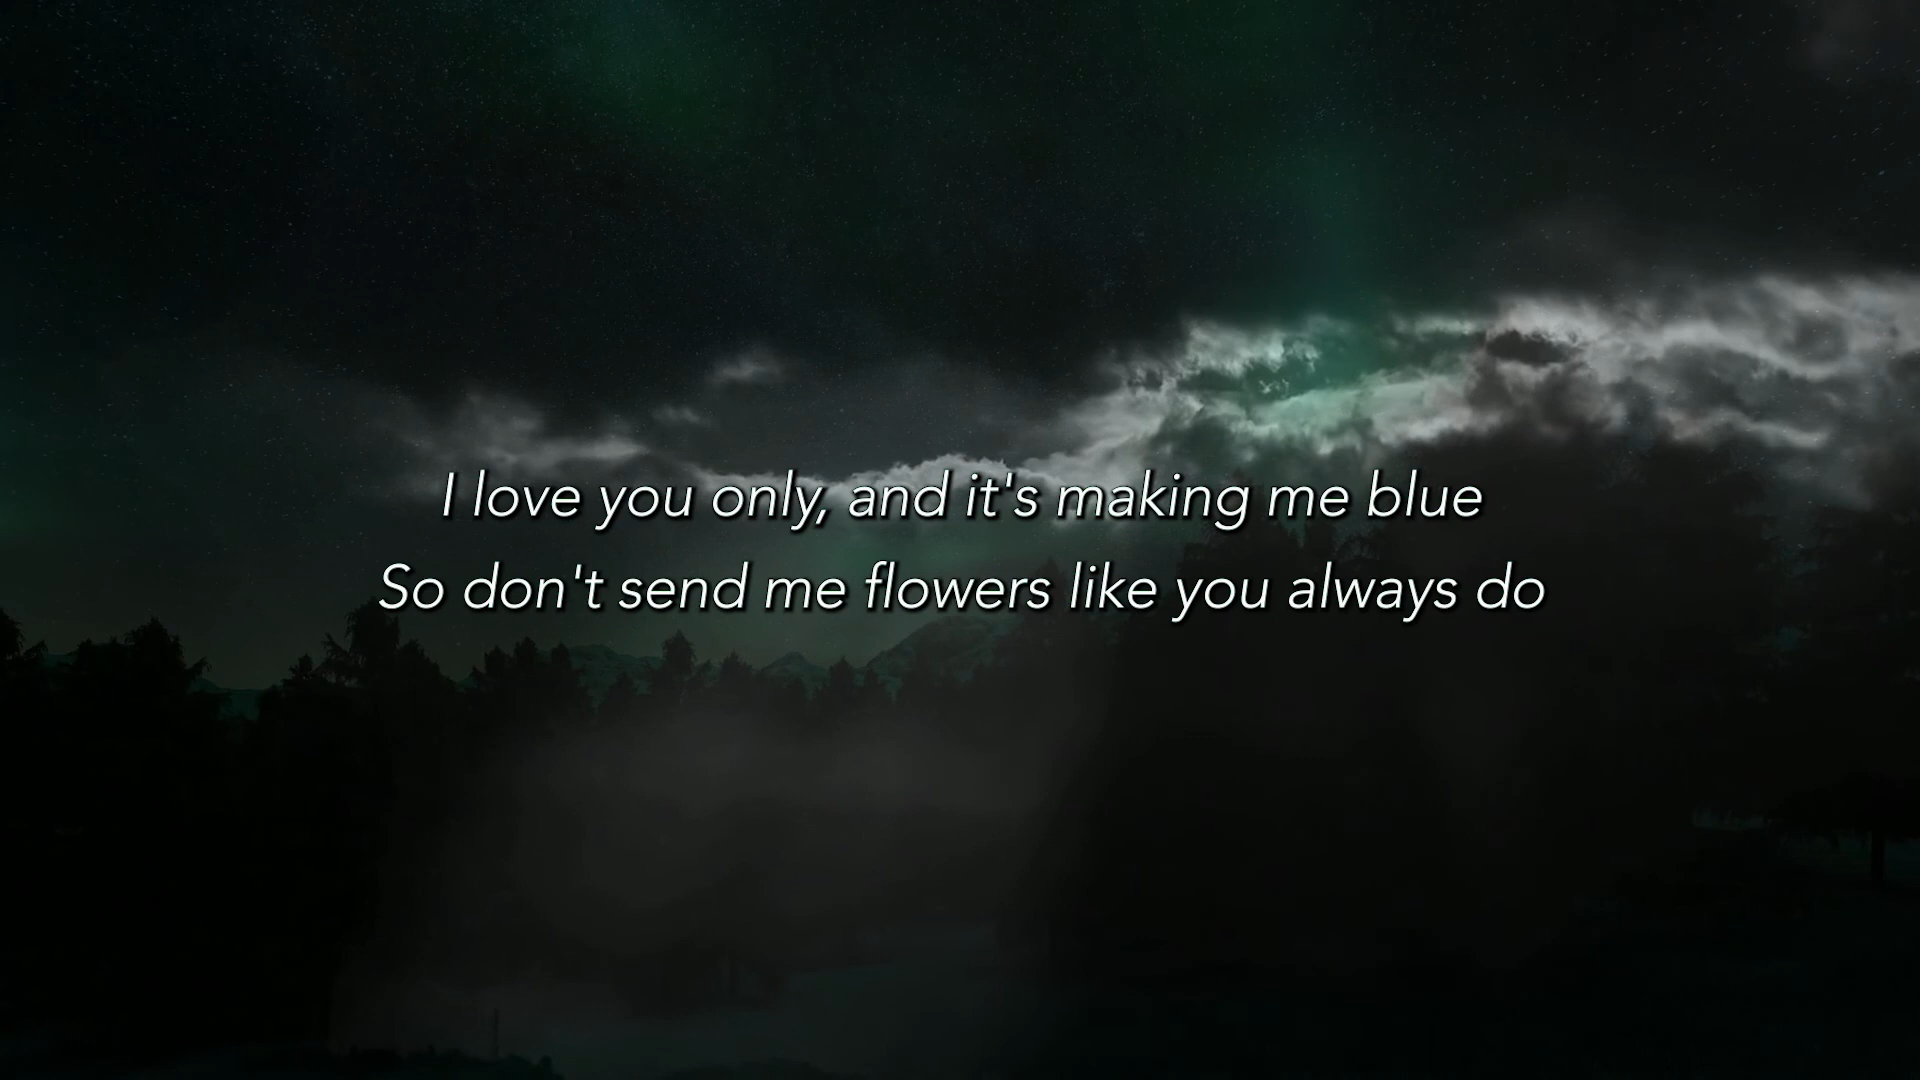 I love you only, and it's making me blue
So don't send me flowers like you always do